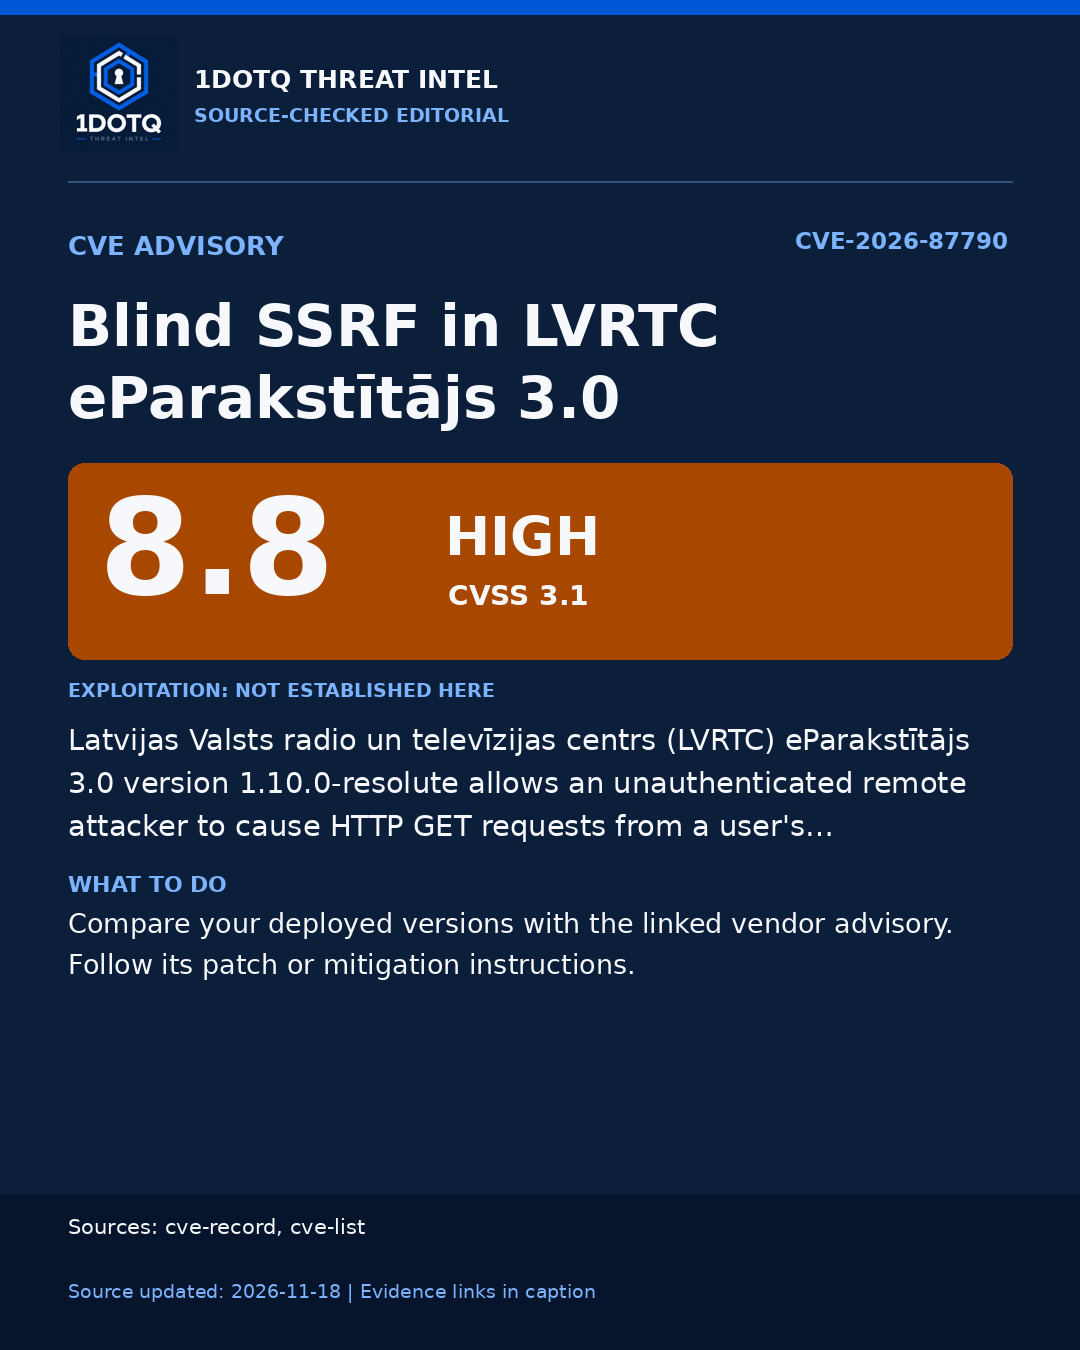 1DOTQ
THREAT INTEL
1DOTQ THREAT INTEL
SOURCE-CHECKED EDITORIAL
CVE ADVISORY
CVE-2026-87790
Blind SSRF in LVRTC
eParakstītājs 3.0
8.8
HIGH
CVSS 3.1
EXPLOITATION: NOT ESTABLISHED HERE
Latvijas Valsts radio un televīzijas centrs (LVRTC) eParakstītājs
3.0 version 1.10.0-resolute allows an unauthenticated remote
attacker to cause HTTP GET requests from a user's...
WHAT TO DO
Compare your deployed versions with the linked vendor advisory.
Follow its patch or mitigation instructions.
Sources: cve-record, cve-list
Source updated: 2026-11-18 | Evidence links in caption